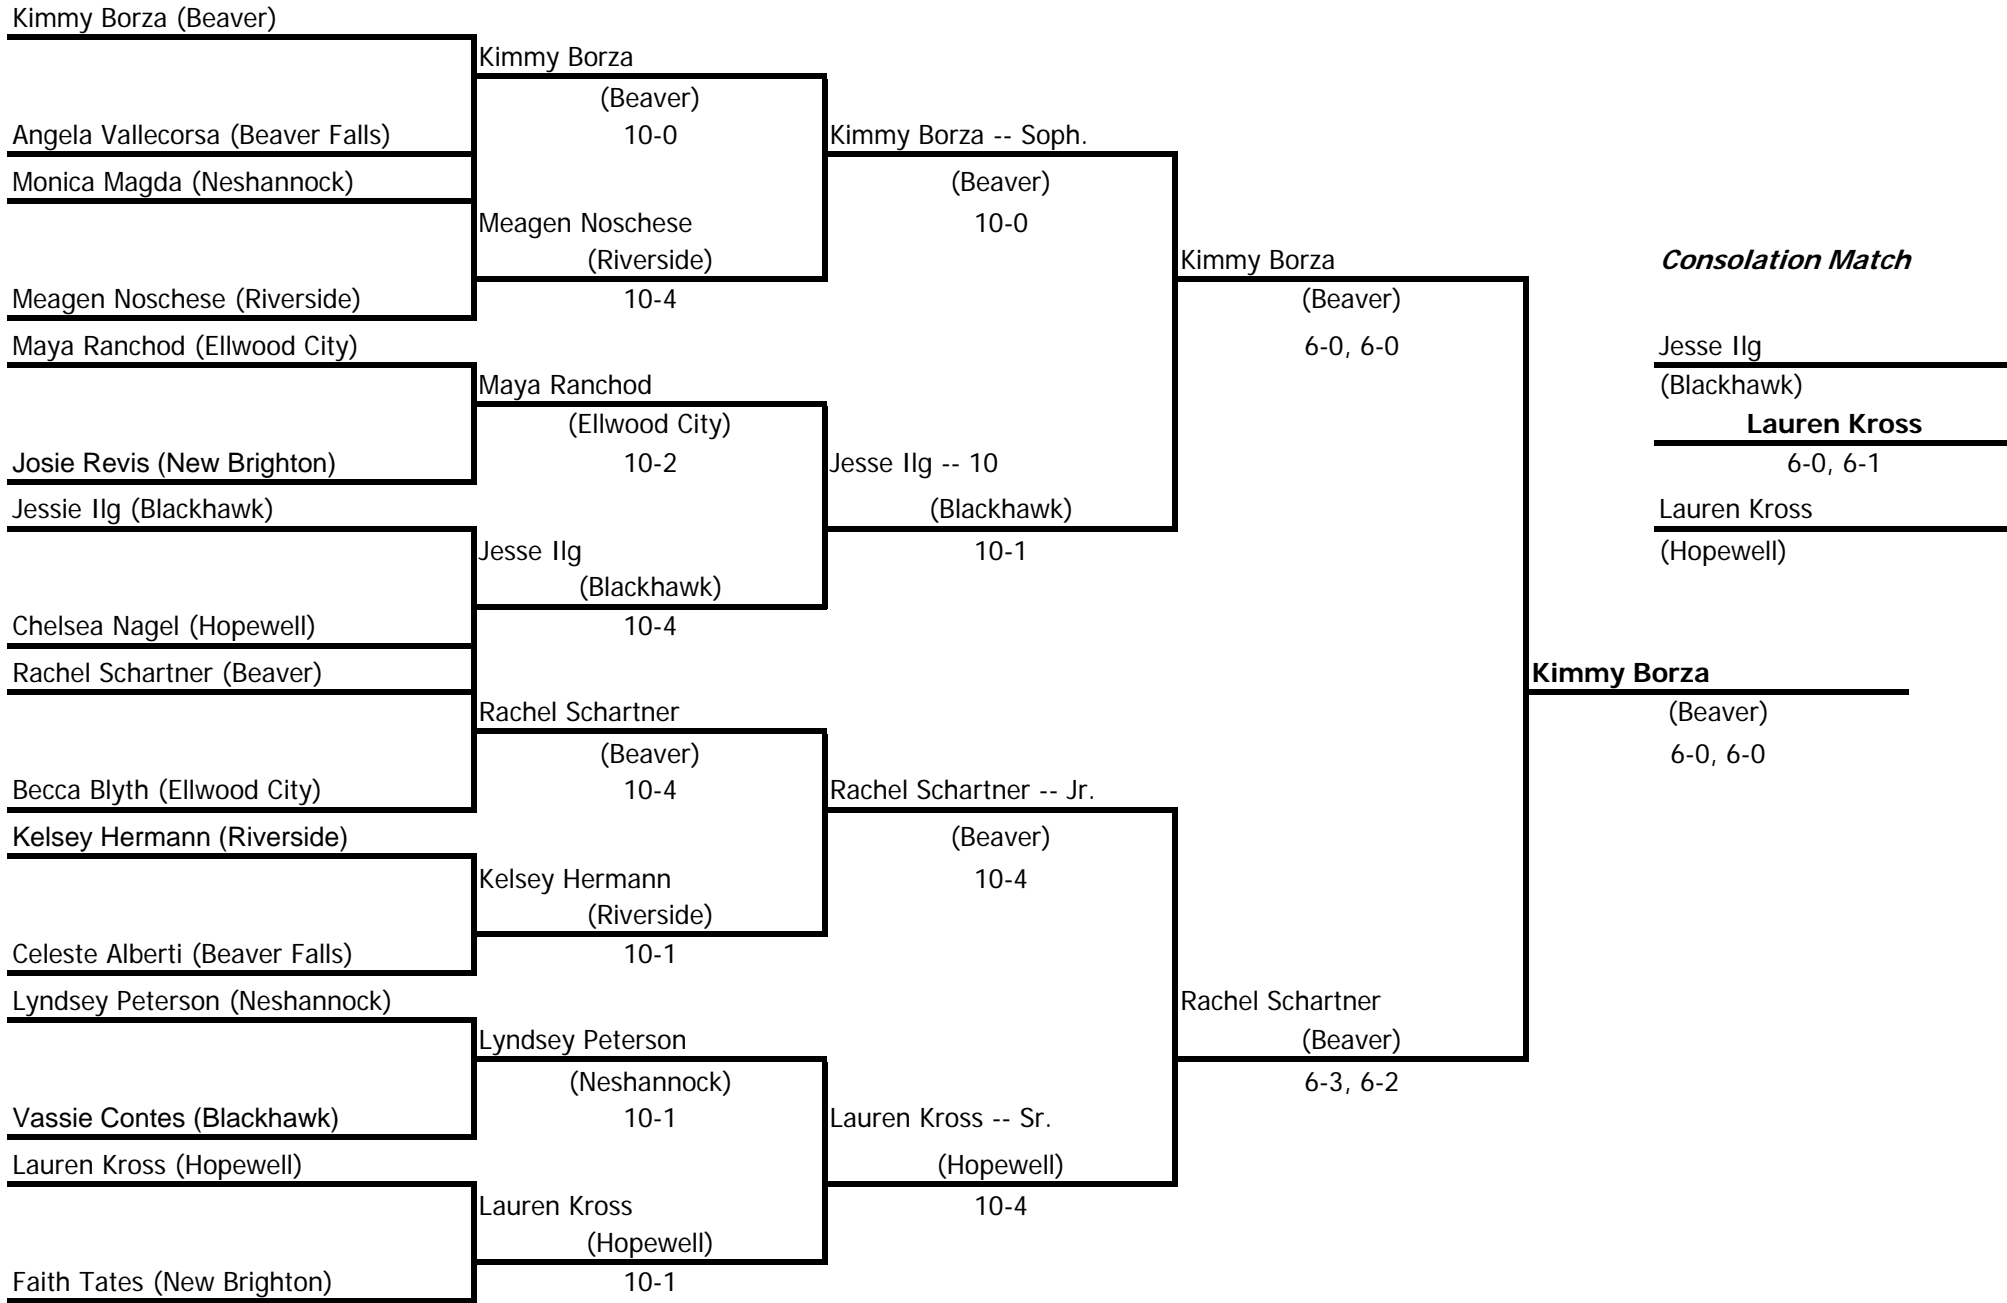 Kimmy Borza (Beaver)
Angela Vallecorsa (Beaver Falls)
Monica Magda (Neshannock)
Meagen Noschese (Riverside)
Maya Ranchod (Ellwood City)
Josie Revis (New Brighton)
Jessie Ilg (Blackhawk)
Chelsea Nagel (Hopewell)
Rachel Schartner (Beaver)
Becca Blyth (Ellwood City)
Kelsey Hermann (Riverside)
Celeste Alberti (Beaver Falls)
Lyndsey Peterson (Neshannock)
Vassie Contes (Blackhawk)
Lauren Kross (Hopewell)
Faith Tates (New Brighton)
Kimmy Borza
(Beaver)
10-0
Meagen Noschese
(Riverside)
10-4
Maya Ranchod
(Ellwood City)
10-2
Jesse Ilg
(Blackhawk)
10-4
Rachel Schartner
(Beaver)
10-4
Kelsey Hermann
(Riverside)
10-1
Lyndsey Peterson
(Neshannock)
10-1
Lauren Kross
(Hopewell)
10-1
Kimmy Borza -- Soph.
(Beaver)
10-0
Jesse Ilg -- 10
(Blackhawk)
10-1
Rachel Schartner -- Jr.
(Beaver)
10-4
Lauren Kross -- Sr.
(Hopewell)
10-4
Kimmy Borza
(Beaver)
6-0, 6-0
Rachel Schartner
(Beaver)
6-3, 6-2
Kimmy Borza
(Beaver)
6-0, 6-0
Consolation Match
Jesse Ilg
(Blackhawk)
Lauren Kross
6-0, 6-1
Lauren Kross
(Hopewell)